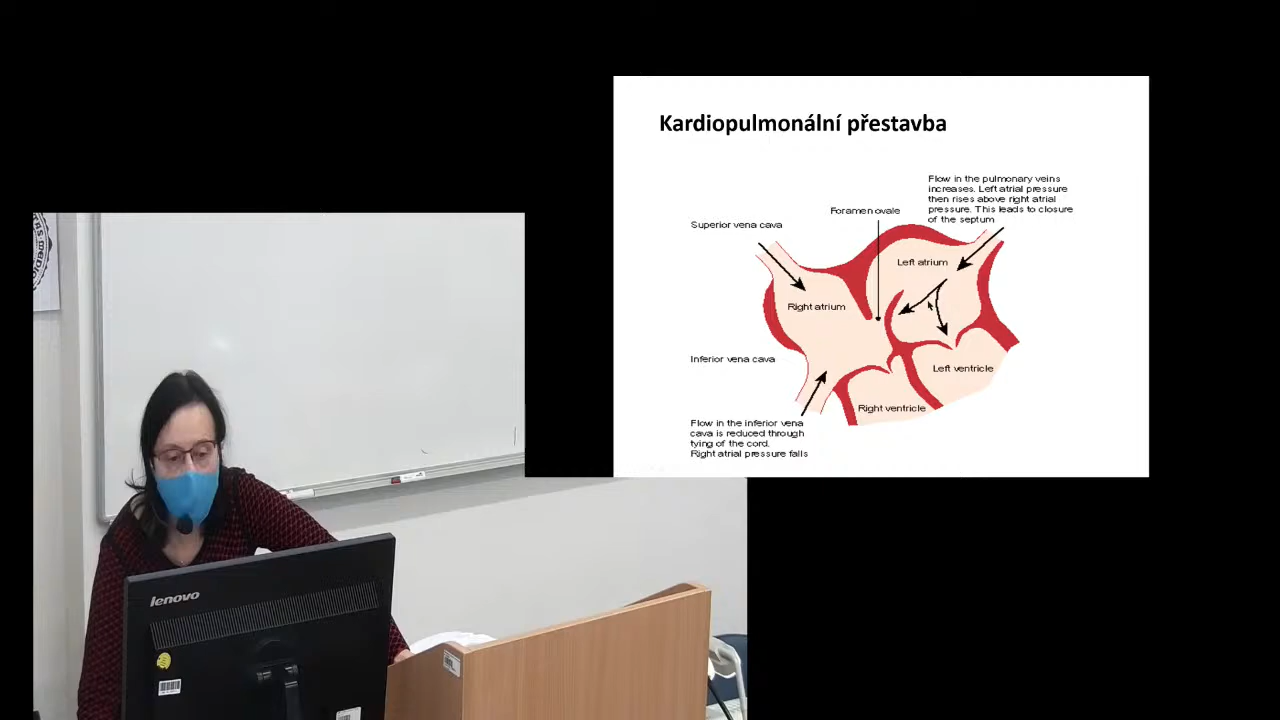 Kardiopulmonální přestavba
Flow in the pulmonary veins
increases. Left atrial pressure
then rises above right atrial
pressure. This leads to closure
of the septum
Foramen ovale
Superior vena cava
Left atrium
Right atrium
Inferior vena cava
Left ventricle
Right ventricle
Flow in the inferior vena
cava is reduced through
tying of the cord.
Right atrial pressure falls
lenovo